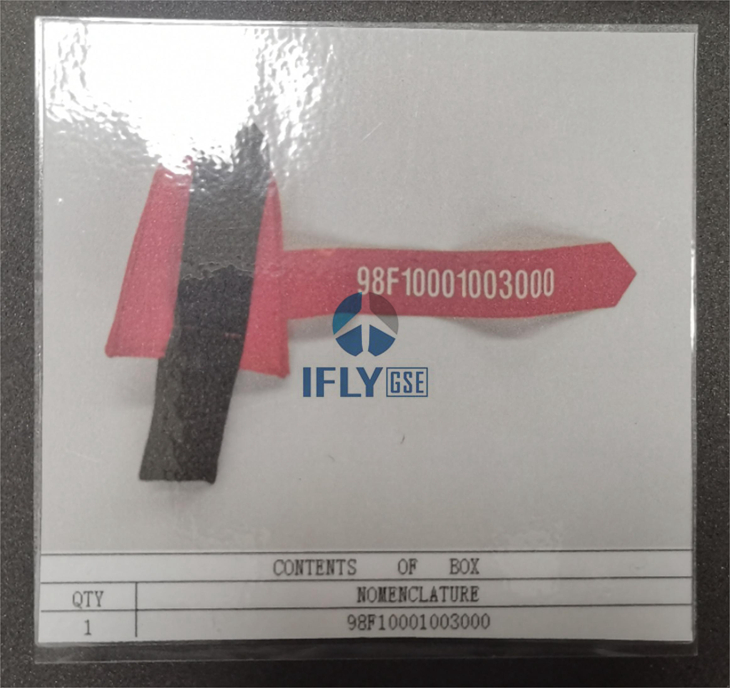 98F10001003000
IFLY GSE
CONTENTS OF BOX
QTY NOMENCLATURE
1 98F10001003000